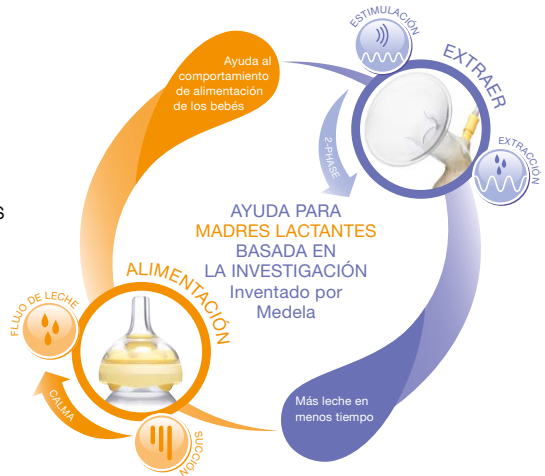 ESTIMULACIÓN
EXTRAER
EXTRACCIÓN
2-PHASE
Ayuda al
comportamiento
de alimentación
de los bebés
s
AYUDA PARA
MADRES LACTANTES
BASADA EN
LA INVESTIGACIÓN
Inventado por
Medela
ALIMENTACIÓN
FLUJO DE LECHE
CALMA
SUCCIÓN
Más leche en
menos tiempo